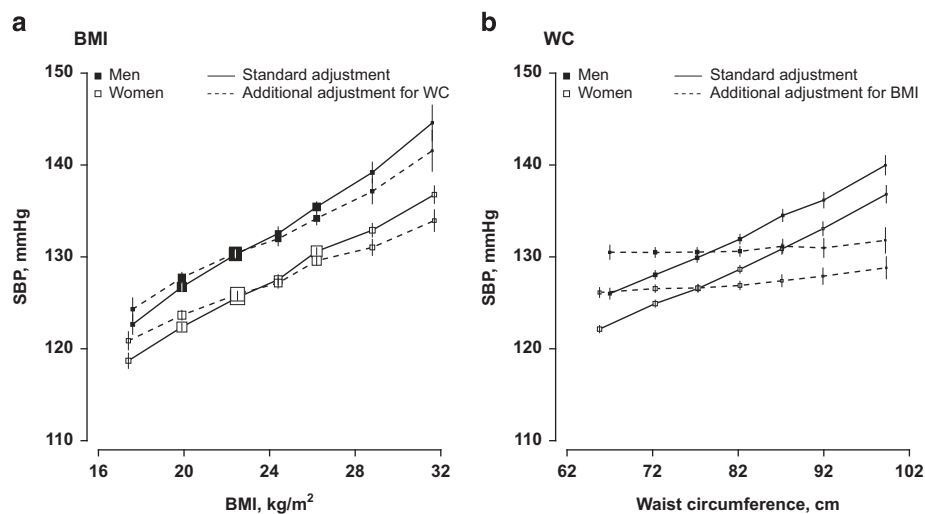 a
BMI
Men
Standard adjustment
Women
Additional adjustment for WC
150
140
130
120
110
SBP, mmHg
16 20 24 28 32
BMI, kg/m²
b
WC
Men
Standard adjustment
Women
Additional adjustment for BMI
150
140
130
120
110
SBP, mmHg
62 72 82 92 102
Waist circumference, cm